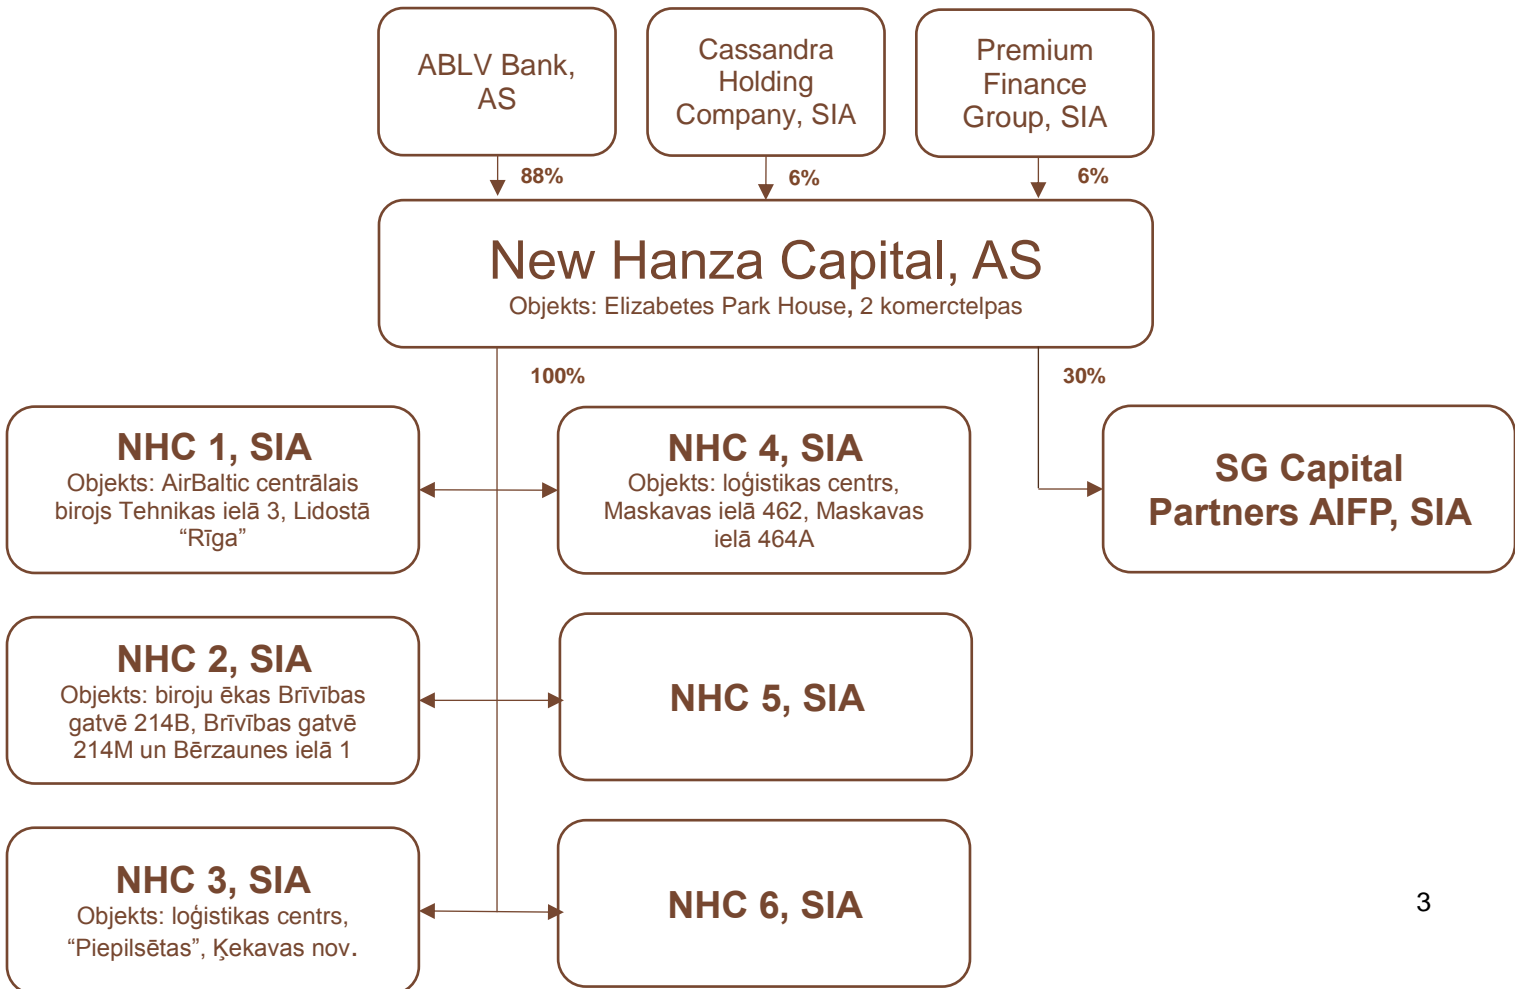 ABLV Bank,
AS
Cassandra
Holding
Company, SIA
Premium
Finance
Group, SIA
88%
6%
6%
New Hanza Capital, AS
Objekts: Elizabetes Park House, 2 komerctelpas
100%
30%
NHC 1, SIA
Objekts: AirBaltic centrālais
birojs Tehnikas ielā 3, Lidostā
“Rīga”
NHC 4, SIA
Objekts: loģistikas centrs,
Maskavas ielā 462, Maskavas
ielā 464A
SG Capital
Partners AIFP, SIA
NHC 2, SIA
Objekts: biroju ēkas Brīvības
gatvē 214B, Brīvības gatvē
214M un Bērzaunes ielā 1
NHC 5, SIA
NHC 3, SIA
Objekts: loģistikas centrs,
“Piepilsētas”, Ķekavas nov.
NHC 6, SIA
3